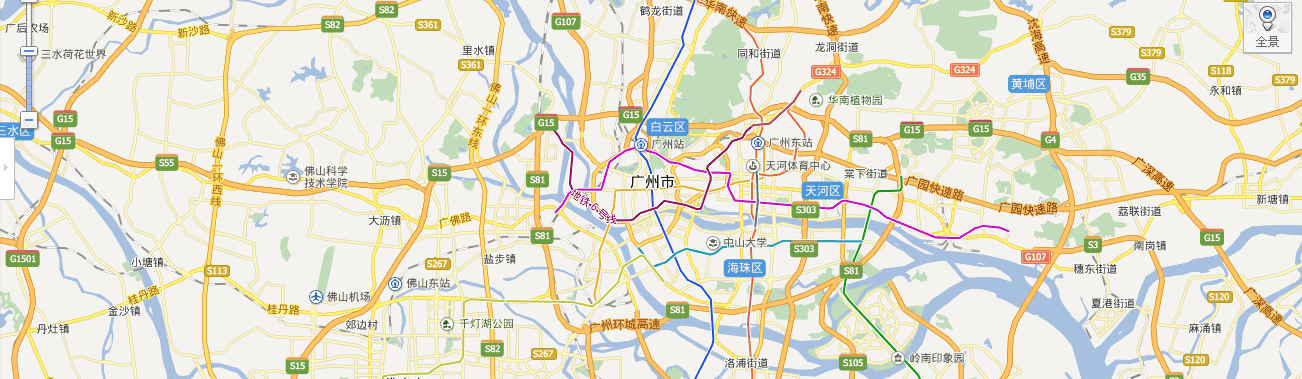 广后农场
新沙路
新沙路
S82
S82
S361
G107
鹤龙街道
华南快速
同和街道
龙洞街道
沈海高速
S379
全景
三水荷花世界
里水镇
S361
佛山一环东线
G324
G324
黄埔区
G35
S379
S118
S379
永和镇
华南植物园
三水区
G15
G15
S55
佛山一环西线
佛山科学
技术学院
S15
G15
G15
白云区
广州站
广州东站
天河体育中心
S81
G15
G15
G4
S81
广州市
地铁6号线
天河区
棠下街道
广园快速路
广园快速路
广深高速
荔联街道
新塘镇
大沥镇
广佛路
S81
S303
S303
中山大学
海珠区
G107
S3
南岗镇
G15
G1501
小塘镇
S113
S267
盐步镇
佛山东站
佛山机场
桂丹路
桂丹路
金沙镇
丹灶镇
郊边村
千灯湖公园
S82
S267
S15
广州环城高速
S81
S81
洛浦街道
S105
岭南印象园
穗东街道
夏港街道
S120
广深高速
麻涌镇
S120